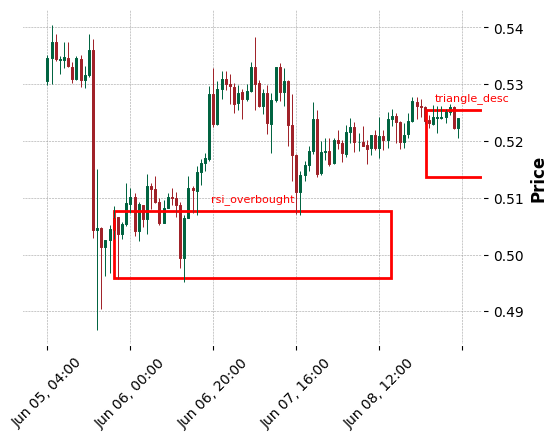 0.54
0.53
triangle_desc
0.52
Price
0.51
rsi_overbought
0.50
0.49
Jun 05, 04:00
Jun 06, 00:00
Jun 06, 20:00
Jun 07, 16:00
Jun 08, 12:00